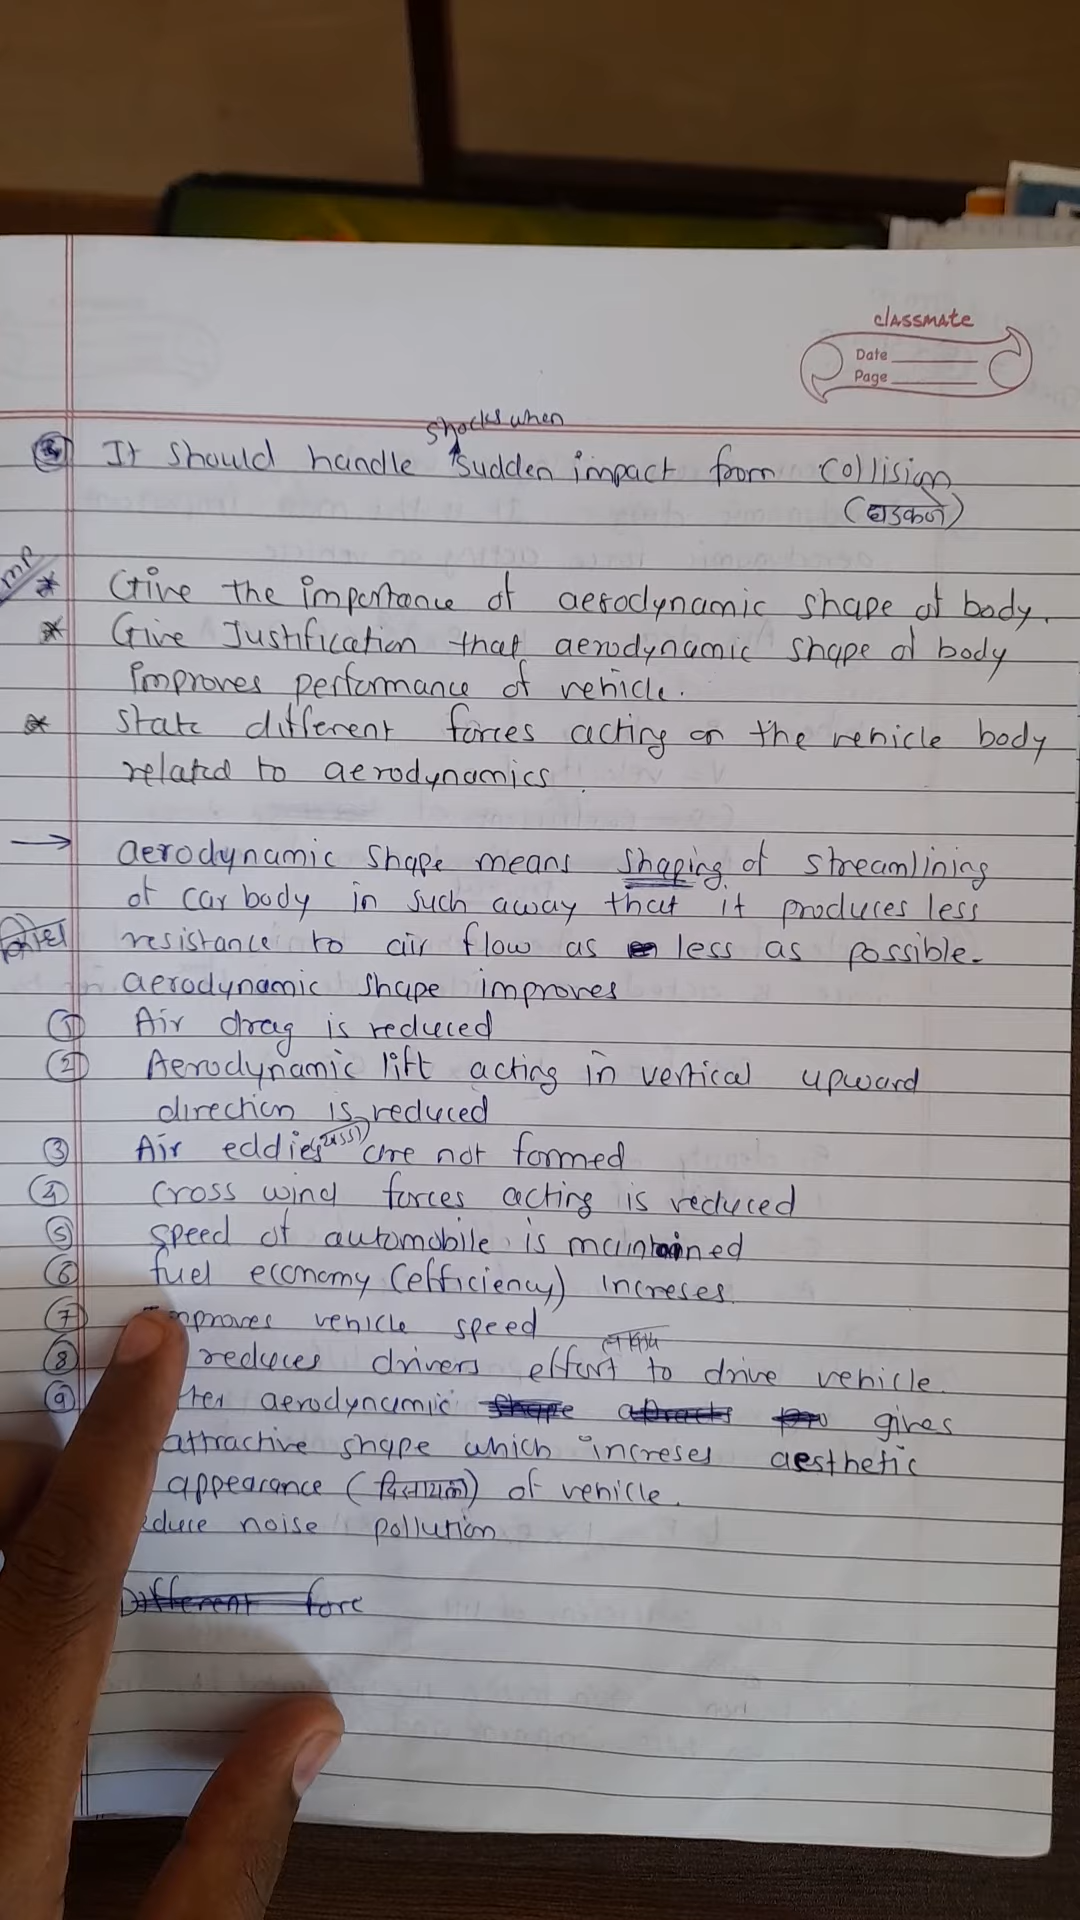 classmate
Date
Page
shocks when
It should handle sudden impact from collision
(धडकणे)
Imp
* Give the importance of aerodynamic shape of body.
* Give Justification that aerodynamic shape of body
improves performance of vehicle.
* State different forces acting on the vehicle body
related to aerodynamics.
→ aerodynamic shape means shaping of streamlining
of car body in such away that it produces less
resistance to air flow as less as possible.
aerodynamic shape improves
① Air drag is reduced
② Aerodynamic lift acting in vertical upward
direction is reduced
③ Air eddies are not formed
④ Cross wind forces acting is reduced
⑤ speed of automobile is maintained
⑥ fuel economy (efficiency) increses
⑦ improves vehicle speed
⑧ reduces drivers effort to drive vehicle.
⑨ aerodynamic gives
attractive shape which increses aesthetic
appearance of vehicle.
reduce noise pollution
Different forc